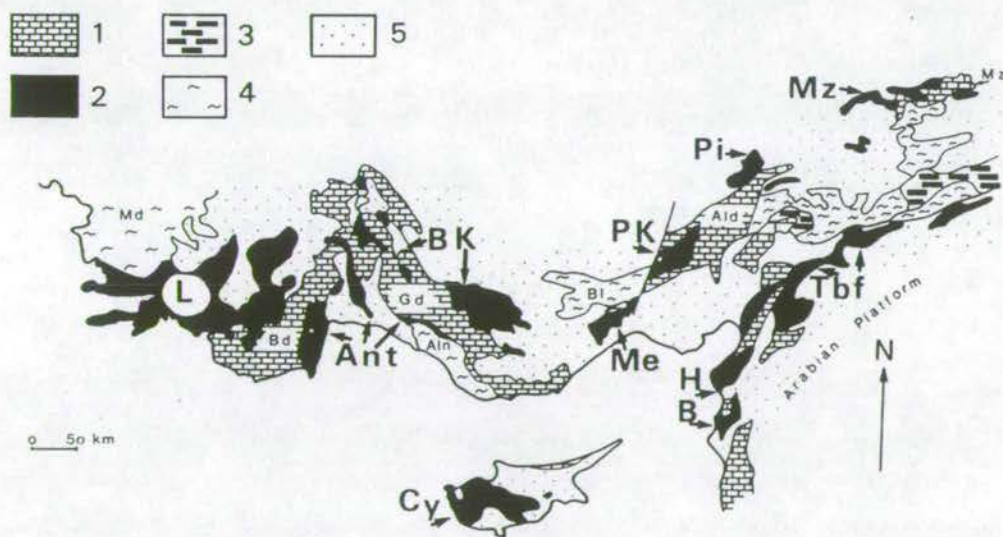 1 3 5
2 4
Mz
Mz
Pi
Md
Ald
BK
PK
L
Bl
Gd
Tbf
Bd
Ant
Aln
Me
Platform
Arabian
N
H
B
0 50 km
Cy